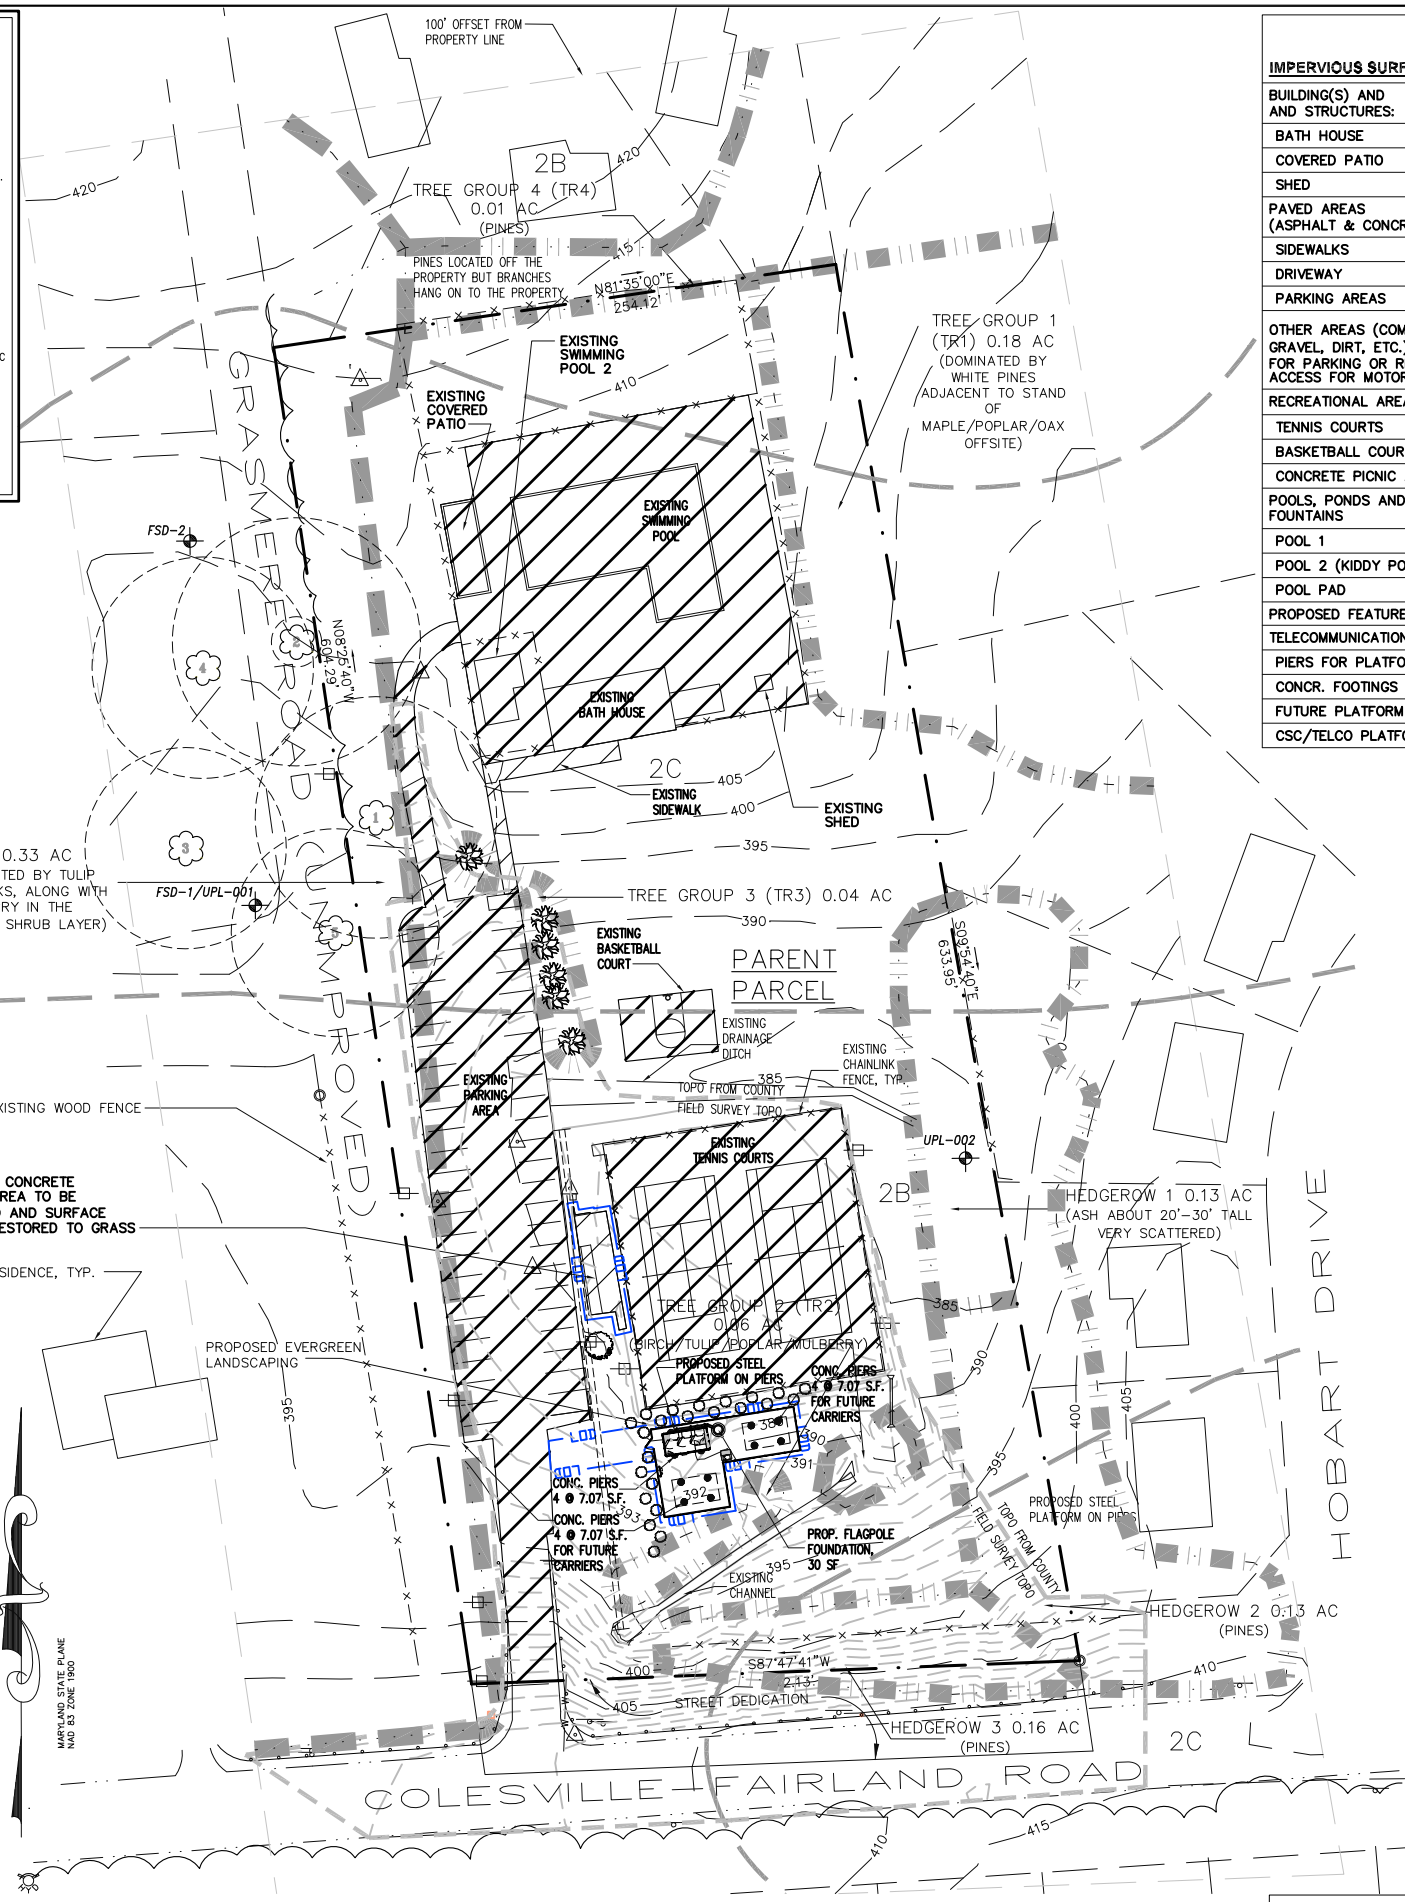 100' OFFSET FROM
PROPERTY LINE
420
420
2B
TREE GROUP 4 (TR4)
0.01 AC
(PINES)
PINES LOCATED OFF THE
PROPERTY BUT BRANCHES
HANG ON TO THE PROPERTY
415
N81°35'00"E
254.12'
EXISTING
SWIMMING
POOL 2
410
EXISTING
COVERED
PATIO
TREE GROUP 1
(TR1) 0.18 AC
(DOMINATED BY
WHITE PINES
ADJACENT TO STAND
OF
MAPLE/POPLAR/OAX
OFFSITE)
IMPERVIOUS SURF
BUILDING(S) AND
AND STRUCTURES:
BATH HOUSE
COVERED PATIO
SHED
PAVED AREAS
(ASPHALT & CONCR
SIDEWALKS
DRIVEWAY
PARKING AREAS
OTHER AREAS (COM
GRAVEL, DIRT, ETC.)
FOR PARKING OR R
ACCESS FOR MOTOR
RECREATIONAL AREA
TENNIS COURTS
BASKETBALL COUR
CONCRETE PICNIC
POOLS, PONDS AND
FOUNTAINS
POOL 1
POOL 2 (KIDDY PO
POOL PAD
PROPOSED FEATURE
TELECOMMUNICATION
PIERS FOR PLATFO
CONCR. FOOTINGS
FUTURE PLATFORM
CSC/TELCO PLATFO
C
GRASMERE ROAD (UNIMPROVED)
FSD-2
EXISTING
SWIMMING
POOL
N08°25'40"W
604.29'
2
4
EXISTING
BATH HOUSE
2C
405
EXISTING
SIDEWALK
400
EXISTING
SHED
1
3
395
0.33 AC
TED BY TULIP
KS, ALONG WITH
RY IN THE
SHRUB LAYER)
FSD-1/UPL-001
5
TREE GROUP 3 (TR3) 0.04 AC
390
EXISTING
BASKETBALL
COURT
PARENT
PARCEL
S09°54'40"E
633.95'
EXISTING
DRAINAGE
DITCH
EXISTING
CHAINLINK
FENCE, TYP.
385
TOPO FROM COUNTY
FIELD SURVEY TOPO
EXISTING
PARKING
AREA
XISTING WOOD FENCE
EXISTING
TENNIS COURTS
UPL-002
2B
CONCRETE
REA TO BE
D AND SURFACE
ESTORED TO GRASS
HEDGEROW 1 0.13 AC
(ASH ABOUT 20'-30' TALL
VERY SCATTERED)
HOBART DRIVE
LOD
LOD
SIDENCE, TYP.
TREE GROUP 2 (TR2)
0.06 AC
(BIRCH/TULIP/POPLAR/MULBERRY)
385
390
PROPOSED EVERGREEN
LANDSCAPING
PROPOSED STEEL
PLATFORM ON PIERS
CONC. PIERS
4 @ 7.07 S.F.
FOR FUTURE
CARRIERS
395
400
405
LOD
LOD
LOD
390
391
392
393
CONC. PIERS
4 @ 7.07 S.F.
CONC. PIERS
4 @ 7.07 S.F.
FOR FUTURE
CARRIERS
395
PROPOSED STEEL
PLATFORM ON PIERS
TOPO FROM COUNTY
FIELD SURVEY TOPO
PROP. FLAGPOLE
FOUNDATION,
30 SF
395
EXISTING
CHANNEL
HEDGEROW 2 0.13 AC
(PINES)
MARYLAND STATE PLANE
NAD 83 ZONE 1900
400
S87°47'41"W
2.13'
405
STREET DEDICATION
410
HEDGEROW 3 0.16 AC
(PINES)
2C
COLESVILLE-FAIRLAND ROAD
410
415